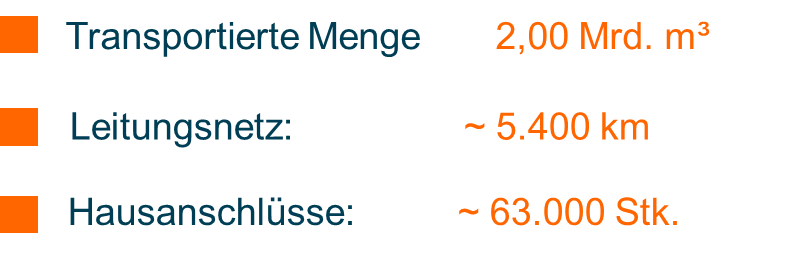 Transportierte Menge 2,00 Mrd. m³
Leitungsnetz: ~ 5.400 km
Hausanschlüsse: ~ 63.000 Stk.